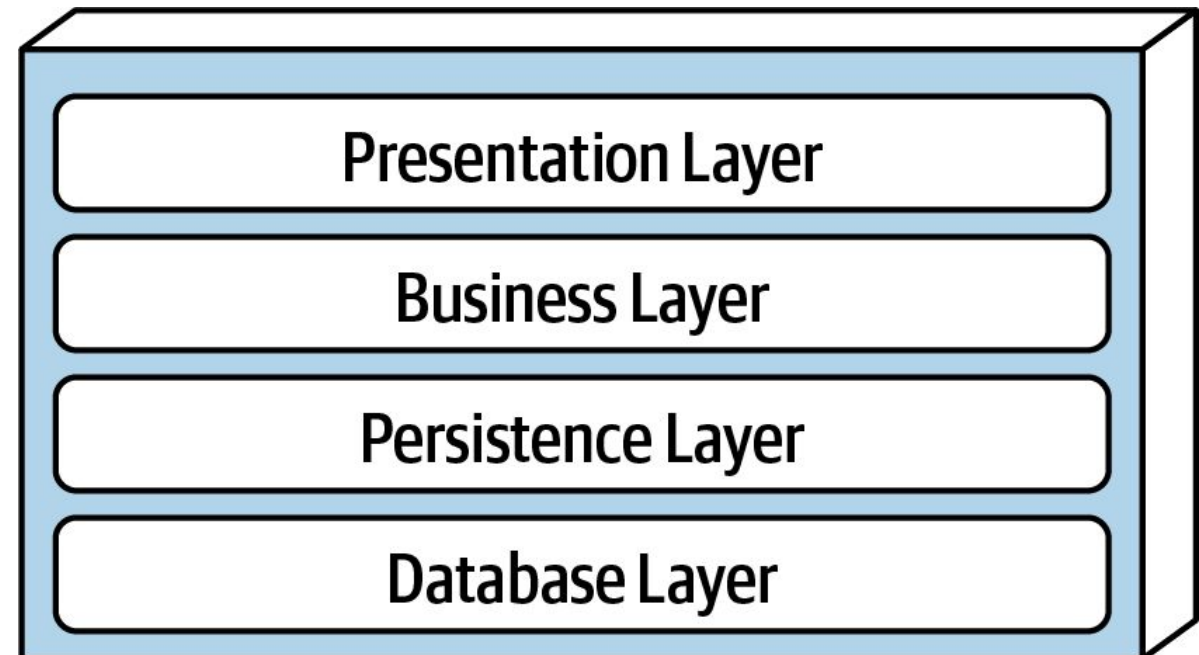 Presentation Layer
Business Layer
Persistence Layer
Database Layer